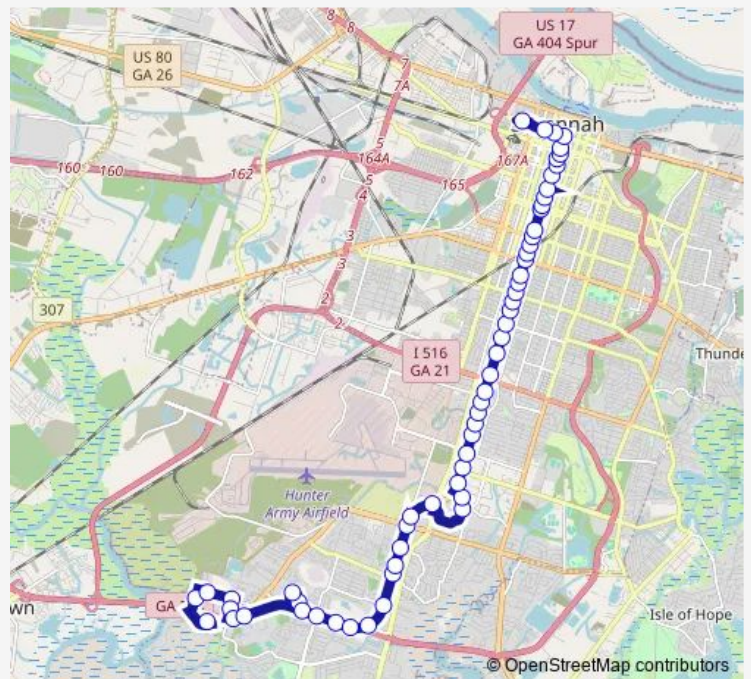 US 17
GA 404 Spur
8
8
7
7A
US 80
GA 26
5
164A
5
4
160
160
162
165
167A
3
3
307
2
2
I 516
GA 21
Thunde
Hunter
Army Airfield
GA
wn
Isle of Hope
© OpenStreetMap contributors